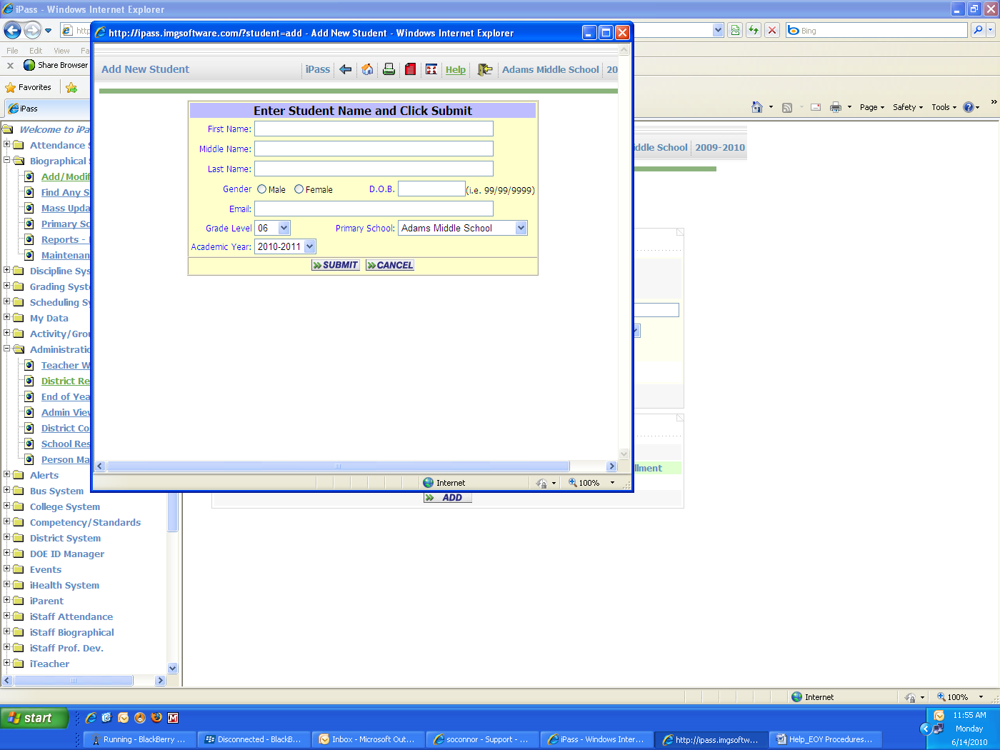 iPass - Windows Internet Explorer
http
Bing
http://ipass.imgsoftware.com/?student=add - Add New Student - Windows Internet Explorer
File Edit View Fa
x Share Browser
Favorites
iPass
Page Safety Tools
Add New Student iPass Help Adams Middle School 20
ddle School 2009-2010
Enter Student Name and Click Submit
First Name:
Middle Name:
Last Name:
Gender Male Female D.O.B. (i.e. 99/99/9999)
Email:
Grade Level 06 Primary School: Adams Middle School
Academic Year: 2010-2011
SUBMIT CANCEL
Internet 100%
llment
ADD
Welcome to iPa
Attendance S
Biographical S
Add/Modif
Find Any S
Mass Upda
Primary Sc
Reports -
Maintenan
Discipline Sys
Grading Syst
Scheduling Sy
My Data
Activity/Grou
Administratio
Teacher W
District Re
End of Yea
Admin View
District Co
School Res
Person Ma
Alerts
Bus System
College System
Competency/Standards
District System
DOE ID Manager
Events
iHealth System
iParent
iStaff Attendance
iStaff Biographical
iStaff Prof. Dev.
iTeacher
Internet 100%
start
11:55 AM
Monday
6/14/2010
Running - BlackBerry ... Disconnected - BlackB... Inbox - Microsoft Out... soconnor - Support - ... iPass - Windows Inter... http://ipass.imgsoftw... Help_EOY Procedures...